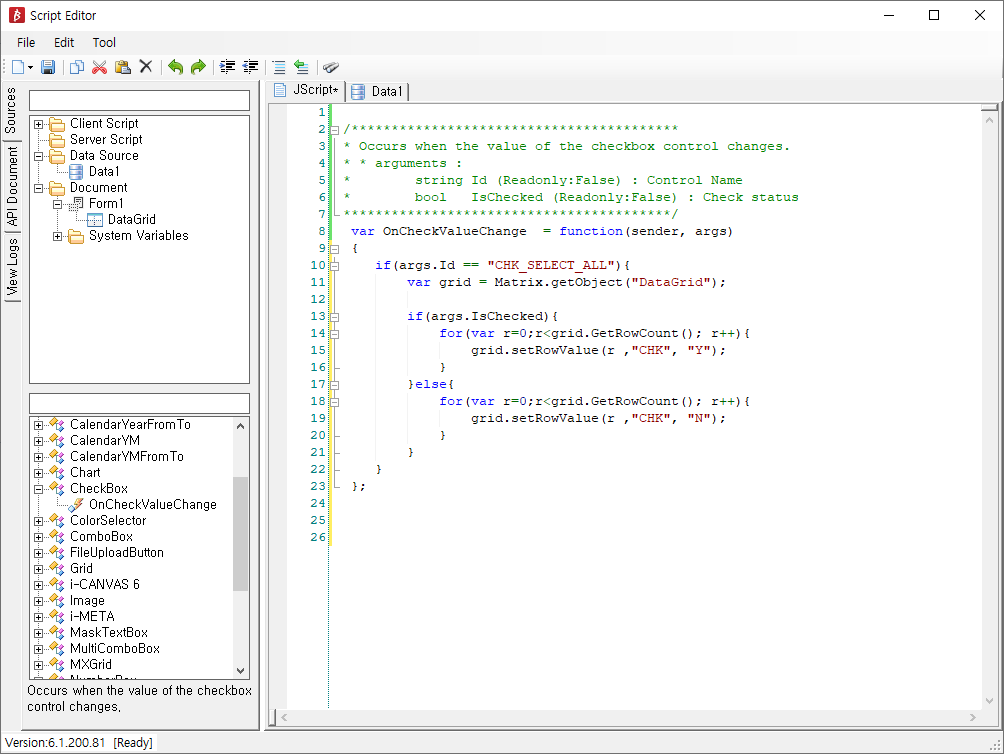 Script Editor
File Edit Tool
Sources
API Document
View Logs
Client Script
Server Script
Data Source
Data1
Document
Form1
DataGrid
System Variables
CalendarYearFromTo
CalendarYM
CalendarYMFromTo
Chart
CheckBox
OnCheckValueChange
ColorSelector
ComboBox
FileUploadButton
Grid
i-CANVAS 6
Image
i-META
MaskTextBox
MultiComboBox
MXGrid
NumberBox
Occurs when the value of the checkbox
control changes.
JScript* Data1
1
2 /*****************************************
3 * Occurs when the value of the checkbox control changes.
4 * * arguments :
5 *        string Id (Readonly:False) : Control Name
6 *        bool   IsChecked (Readonly:False) : Check status
7 *****************************************/
8 var OnCheckValueChange  = function(sender, args)
9 {
10    if(args.Id == "CHK_SELECT_ALL"){
11        var grid = Matrix.getObject("DataGrid");
12
13        if(args.IsChecked){
14            for(var r=0;r<grid.GetRowCount(); r++){
15                grid.setRowValue(r ,"CHK", "Y");
16            }
17        }else{
18            for(var r=0;r<grid.GetRowCount(); r++){
19                grid.setRowValue(r ,"CHK", "N");
20            }
21        }
22    }
23 };
24
25
26
Version:6.1.200.81 [Ready]